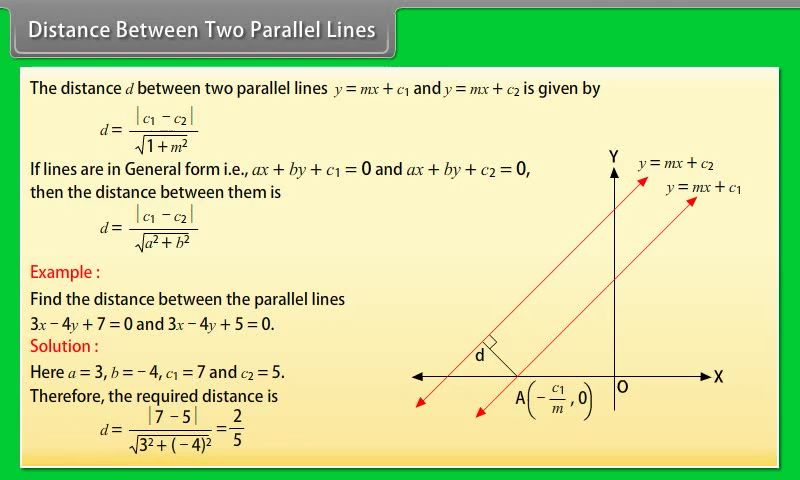 Distance Between Two Parallel Lines
The distance d between two parallel lines y = mx + c₁ and y = mx + c₂ is given by
d = |c₁ − c₂| / √(1 + m²)
If lines are in General form i.e., ax + by + c₁ = 0 and ax + by + c₂ = 0,
then the distance between them is
d = |c₁ − c₂| / √(a² + b²)
Example :
Find the distance between the parallel lines
3x − 4y + 7 = 0 and 3x − 4y + 5 = 0.
Solution :
Here a = 3, b = − 4, c₁ = 7 and c₂ = 5.
Therefore, the required distance is
d = |7 − 5| / √(3² + (− 4)²) = 2/5
Y
y = mx + c₂
y = mx + c₁
d
X
O
A(− c₁/m , 0)